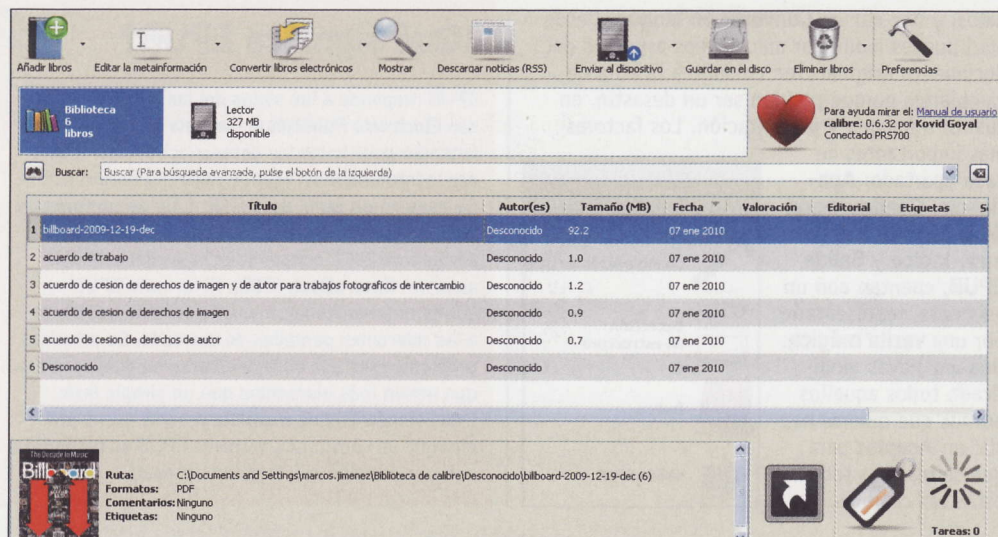 Añadir libros
Editar la metainformación
Convertir libros electrónicos
Mostrar
Descargar noticias (RSS)
Enviar al dispositivo
Guardar en el disco
Eliminar libros
Preferencias
Biblioteca
6
libros
Lector
327 MB
disponible
Para ayuda mirar el Manual de usuario
calibre: 0.6.32 por Kovid Goyal
Conectado PRS700
Buscar: Buscar (Para búsqueda avanzada, pulse el botón de la izquierda)
Título Autor(es) Tamaño (MB) Fecha Valoración Editorial Etiquetas S
1 billboard-2009-12-19-dec Desconocido 92.2 07 ene 2010
2 acuerdo de trabajo Desconocido 1.0 07 ene 2010
3 acuerdo de cesion de derechos de imagen y de autor para trabajos fotograficos de intercambio Desconocido 1.2 07 ene 2010
4 acuerdo de cesion de derechos de imagen Desconocido 0.9 07 ene 2010
5 acuerdo de cesion de derechos de autor Desconocido 0.7 07 ene 2010
6 Desconocido Desconocido 07 ene 2010
The Decade in Music
Billboard
Ruta: C:\Documents and Settings\marcos.jimenez\Biblioteca de calibre\Desconocido\billboard-2009-12-19-dec (6)
Formatos: PDF
Comentarios: Ninguno
Etiquetas: Ninguno
Tareas: 0